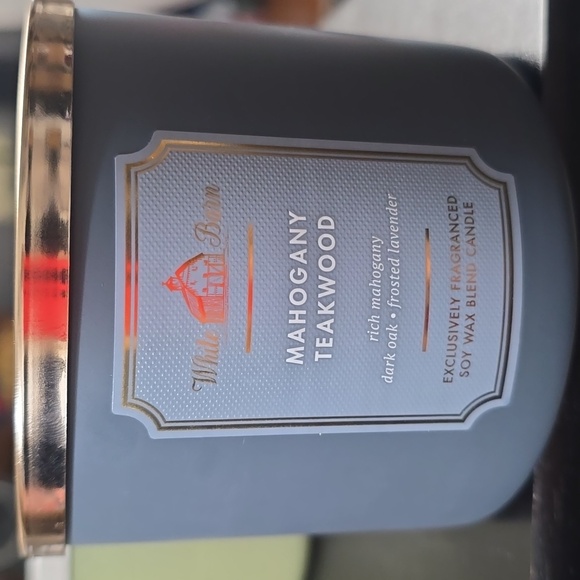 White Barn
MAHOGANY
TEAKWOOD
rich mahogany
dark oak • frosted lavender
EXCLUSIVELY FRAGRANCED
SOY WAX BLEND CANDLE